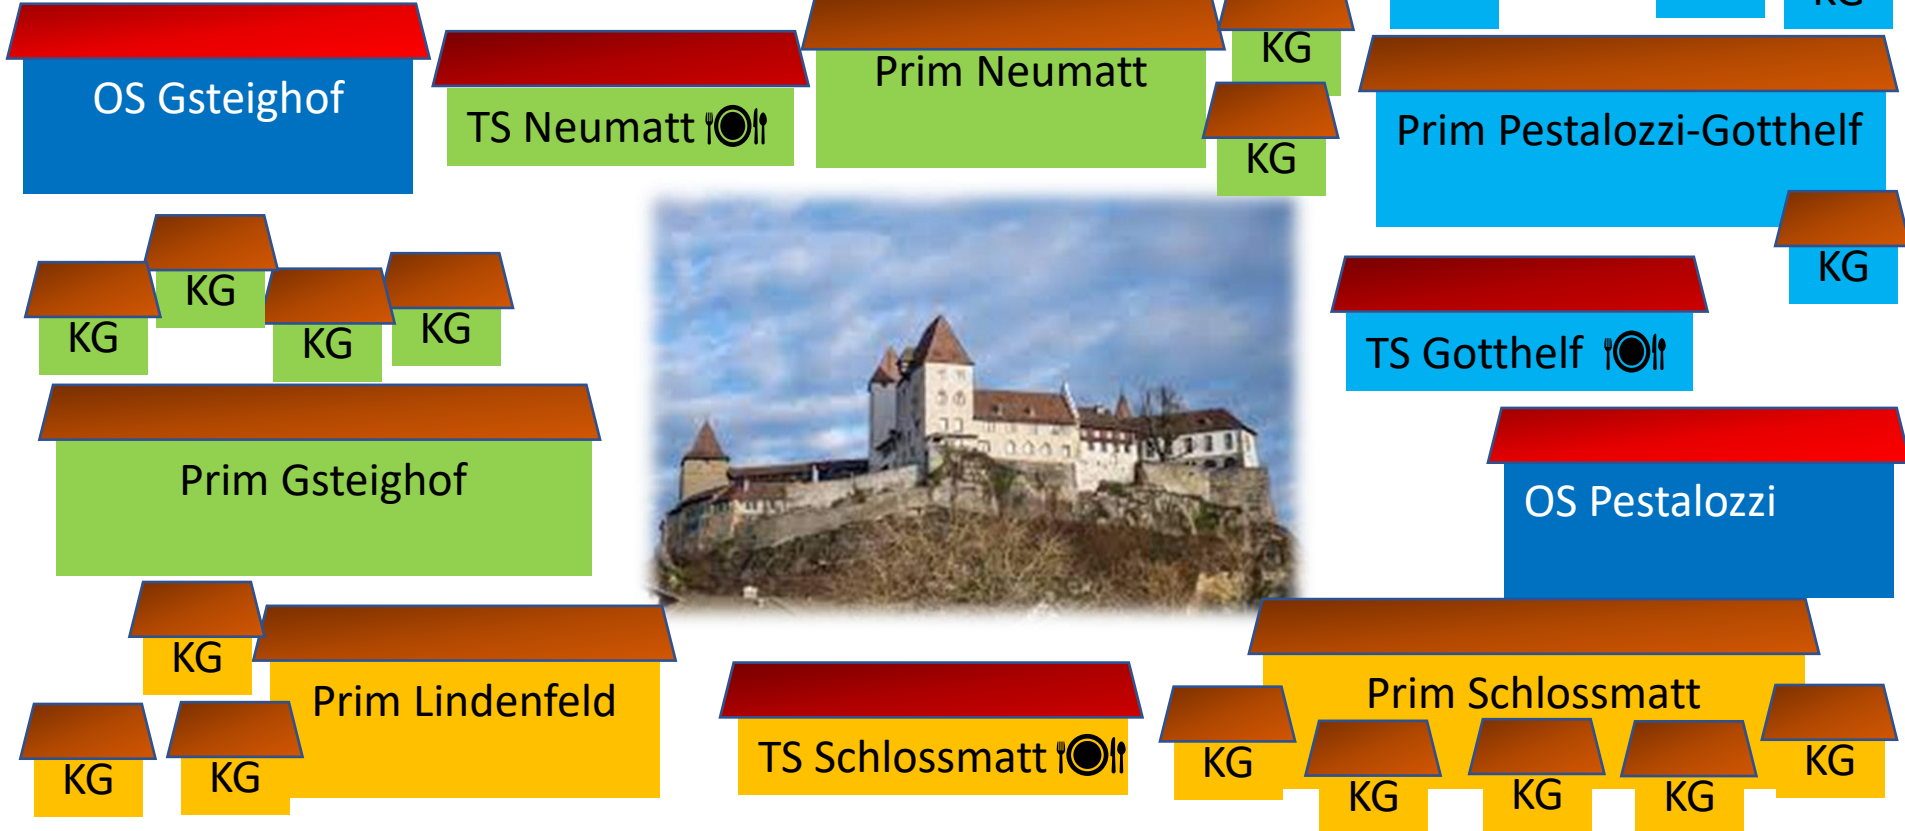 KG
OS Gsteighof
TS Neumatt
Prim Neumatt
KG
KG
Prim Pestalozzi-Gotthelf
KG
KG
KG
KG
KG
TS Gotthelf
Prim Gsteighof
OS Pestalozzi
KG
Prim Lindenfeld
KG
KG
TS Schlossmatt
Prim Schlossmatt
KG
KG
KG
KG
KG